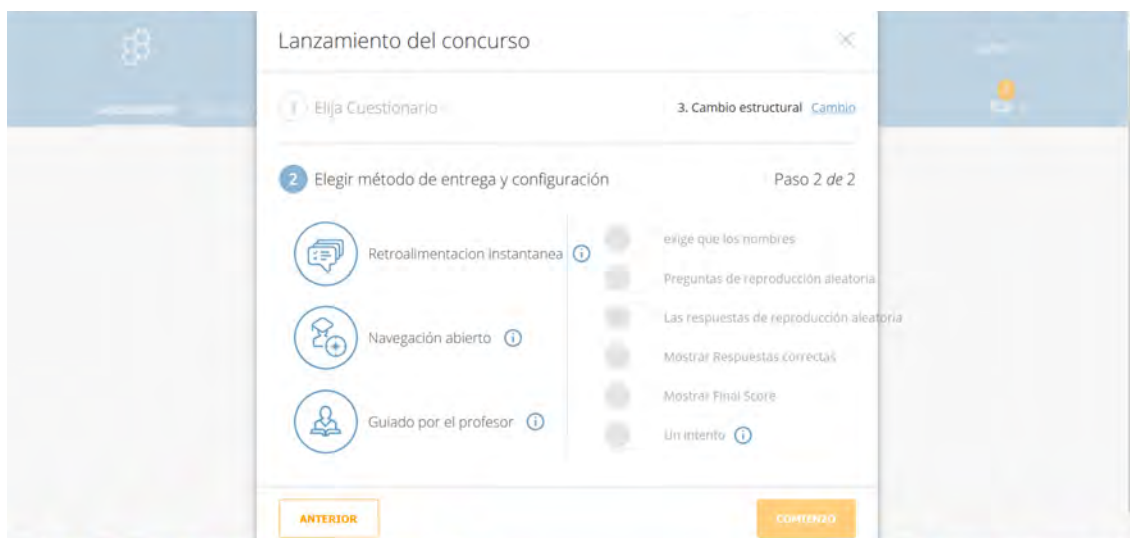 Lanzamiento del concurso
1 Elija Cuestionario
3. Cambio estructural Cambio
2 Elegir método de entrega y configuración
Paso 2 de 2
Retroalimentacion Instantanea
Navegación abierto
Guiado por el profesor
exige que los nombres
Preguntas de reproducción aleatoria
Las respuestas de reproducción aleatoria
Mostrar Respuestas correctas
Mostrar Final Score
Un intento
ANTERIOR
COMIENZO